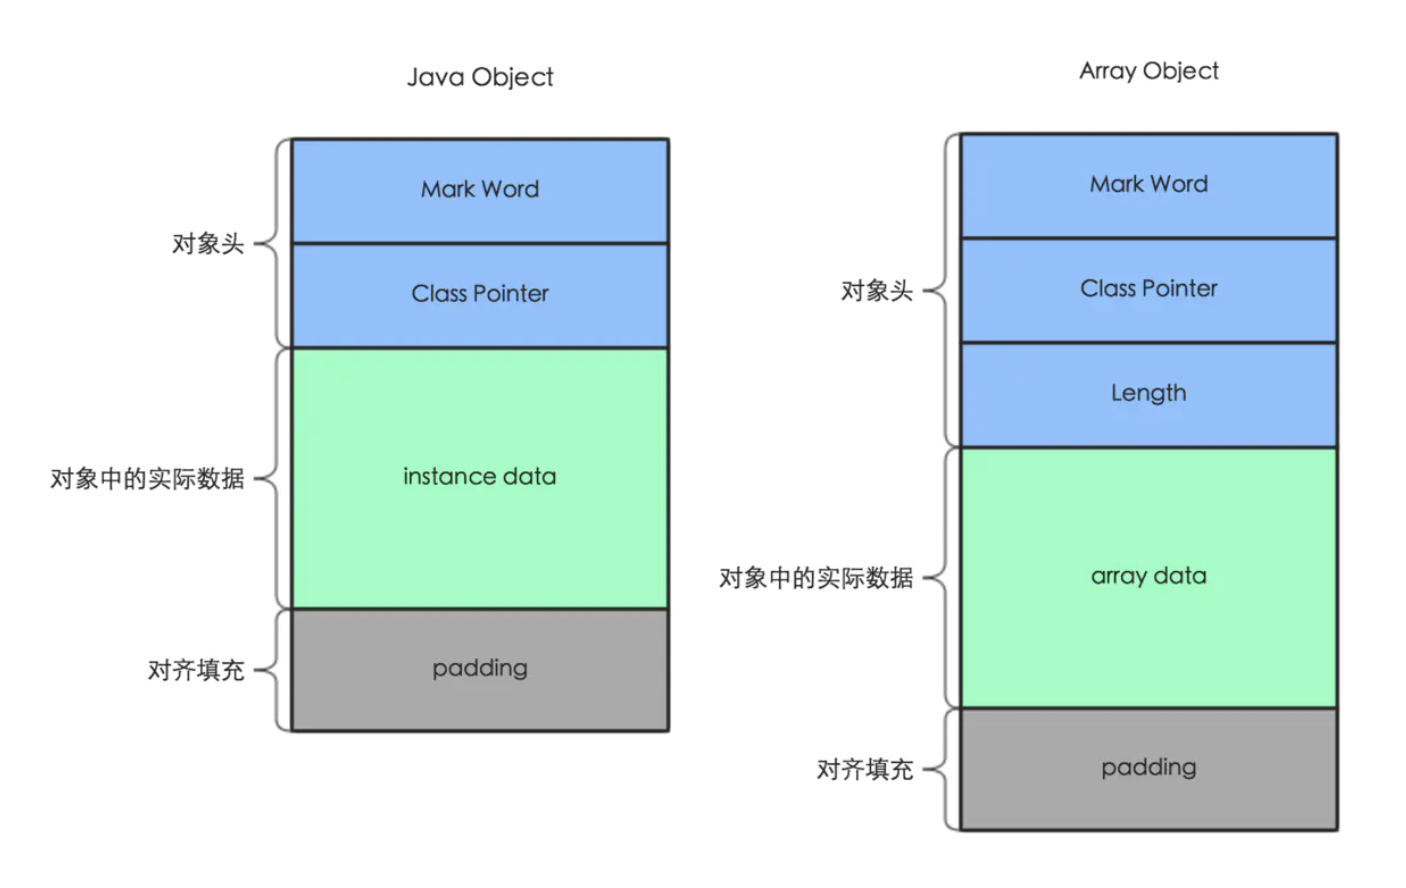 Java Object
Mark Word
对象头
Class Pointer
对象中的实际数据
instance data
对齐填充
padding
Array Object
Mark Word
对象头
Class Pointer
Length
对象中的实际数据
array data
对齐填充
padding